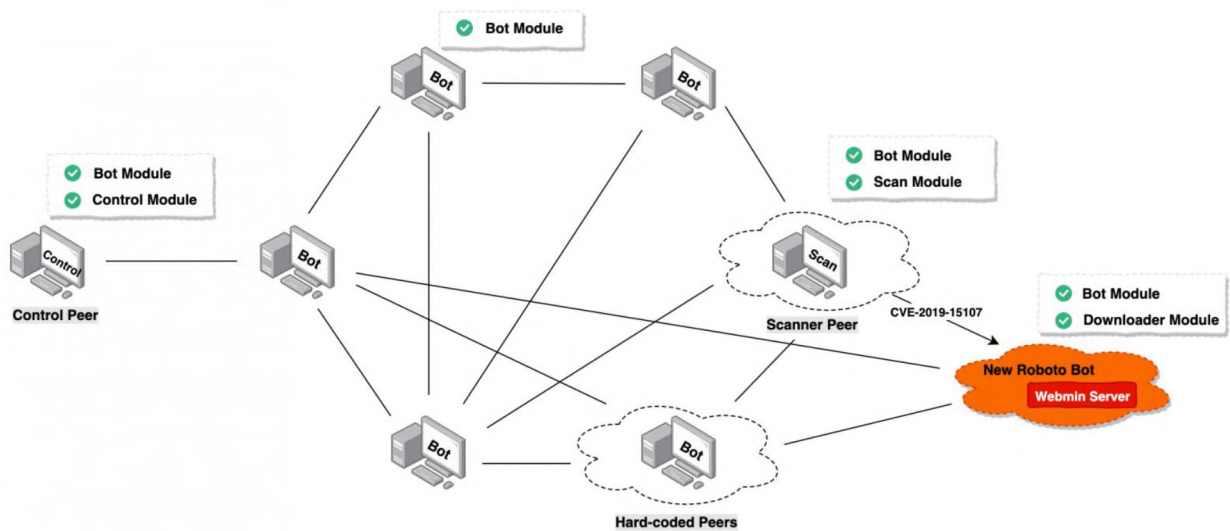 Bot Module
Bot
Bot
Bot Module
Control Module
Bot Module
Scan Module
Control
Control Peer
Bot
Scan
Scanner Peer
CVE-2019-15107
Bot Module
Downloader Module
New Roboto Bot
Webmin Server
Bot
Bot
Hard-coded Peers